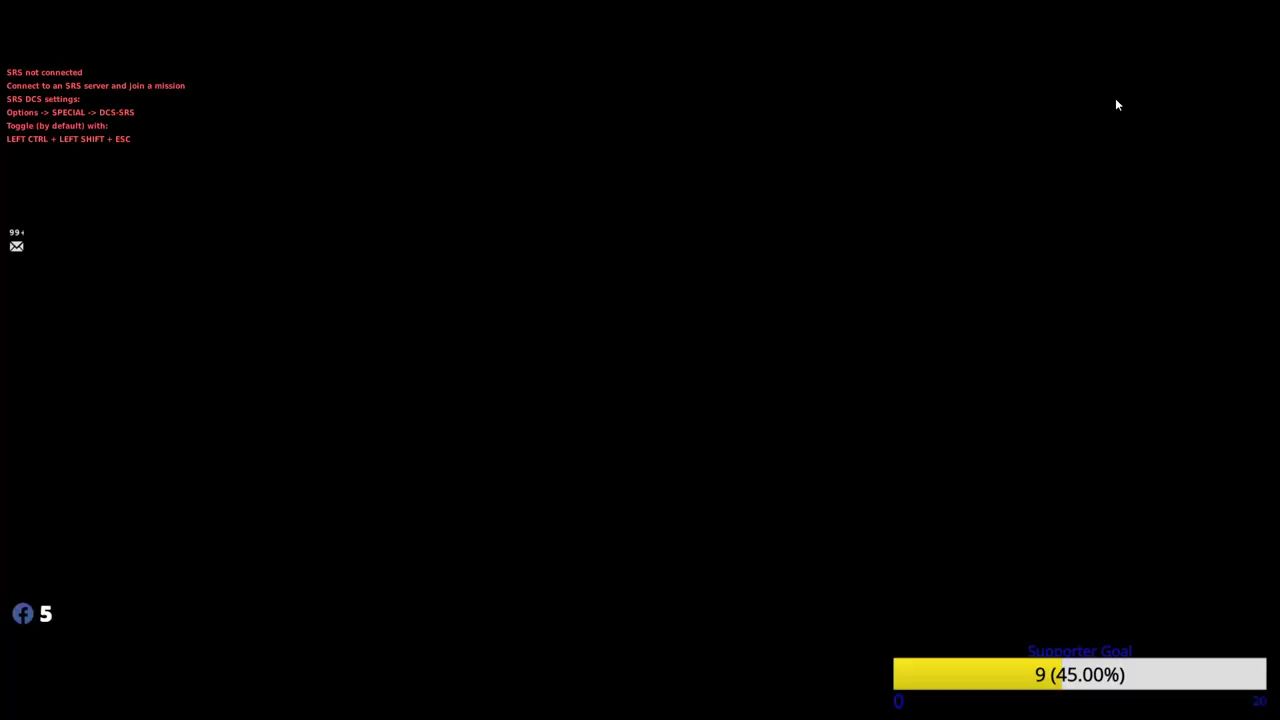 SRS not connected
Connect to an SRS server and join a mission
SRS DCS settings:
Options -> SPECIAL -> DCS-SRS
Toggle (by default) with:
LEFT CTRL + LEFT SHIFT + ESC
99+
5
Supporter Goal
9 (45.00%)
0
20